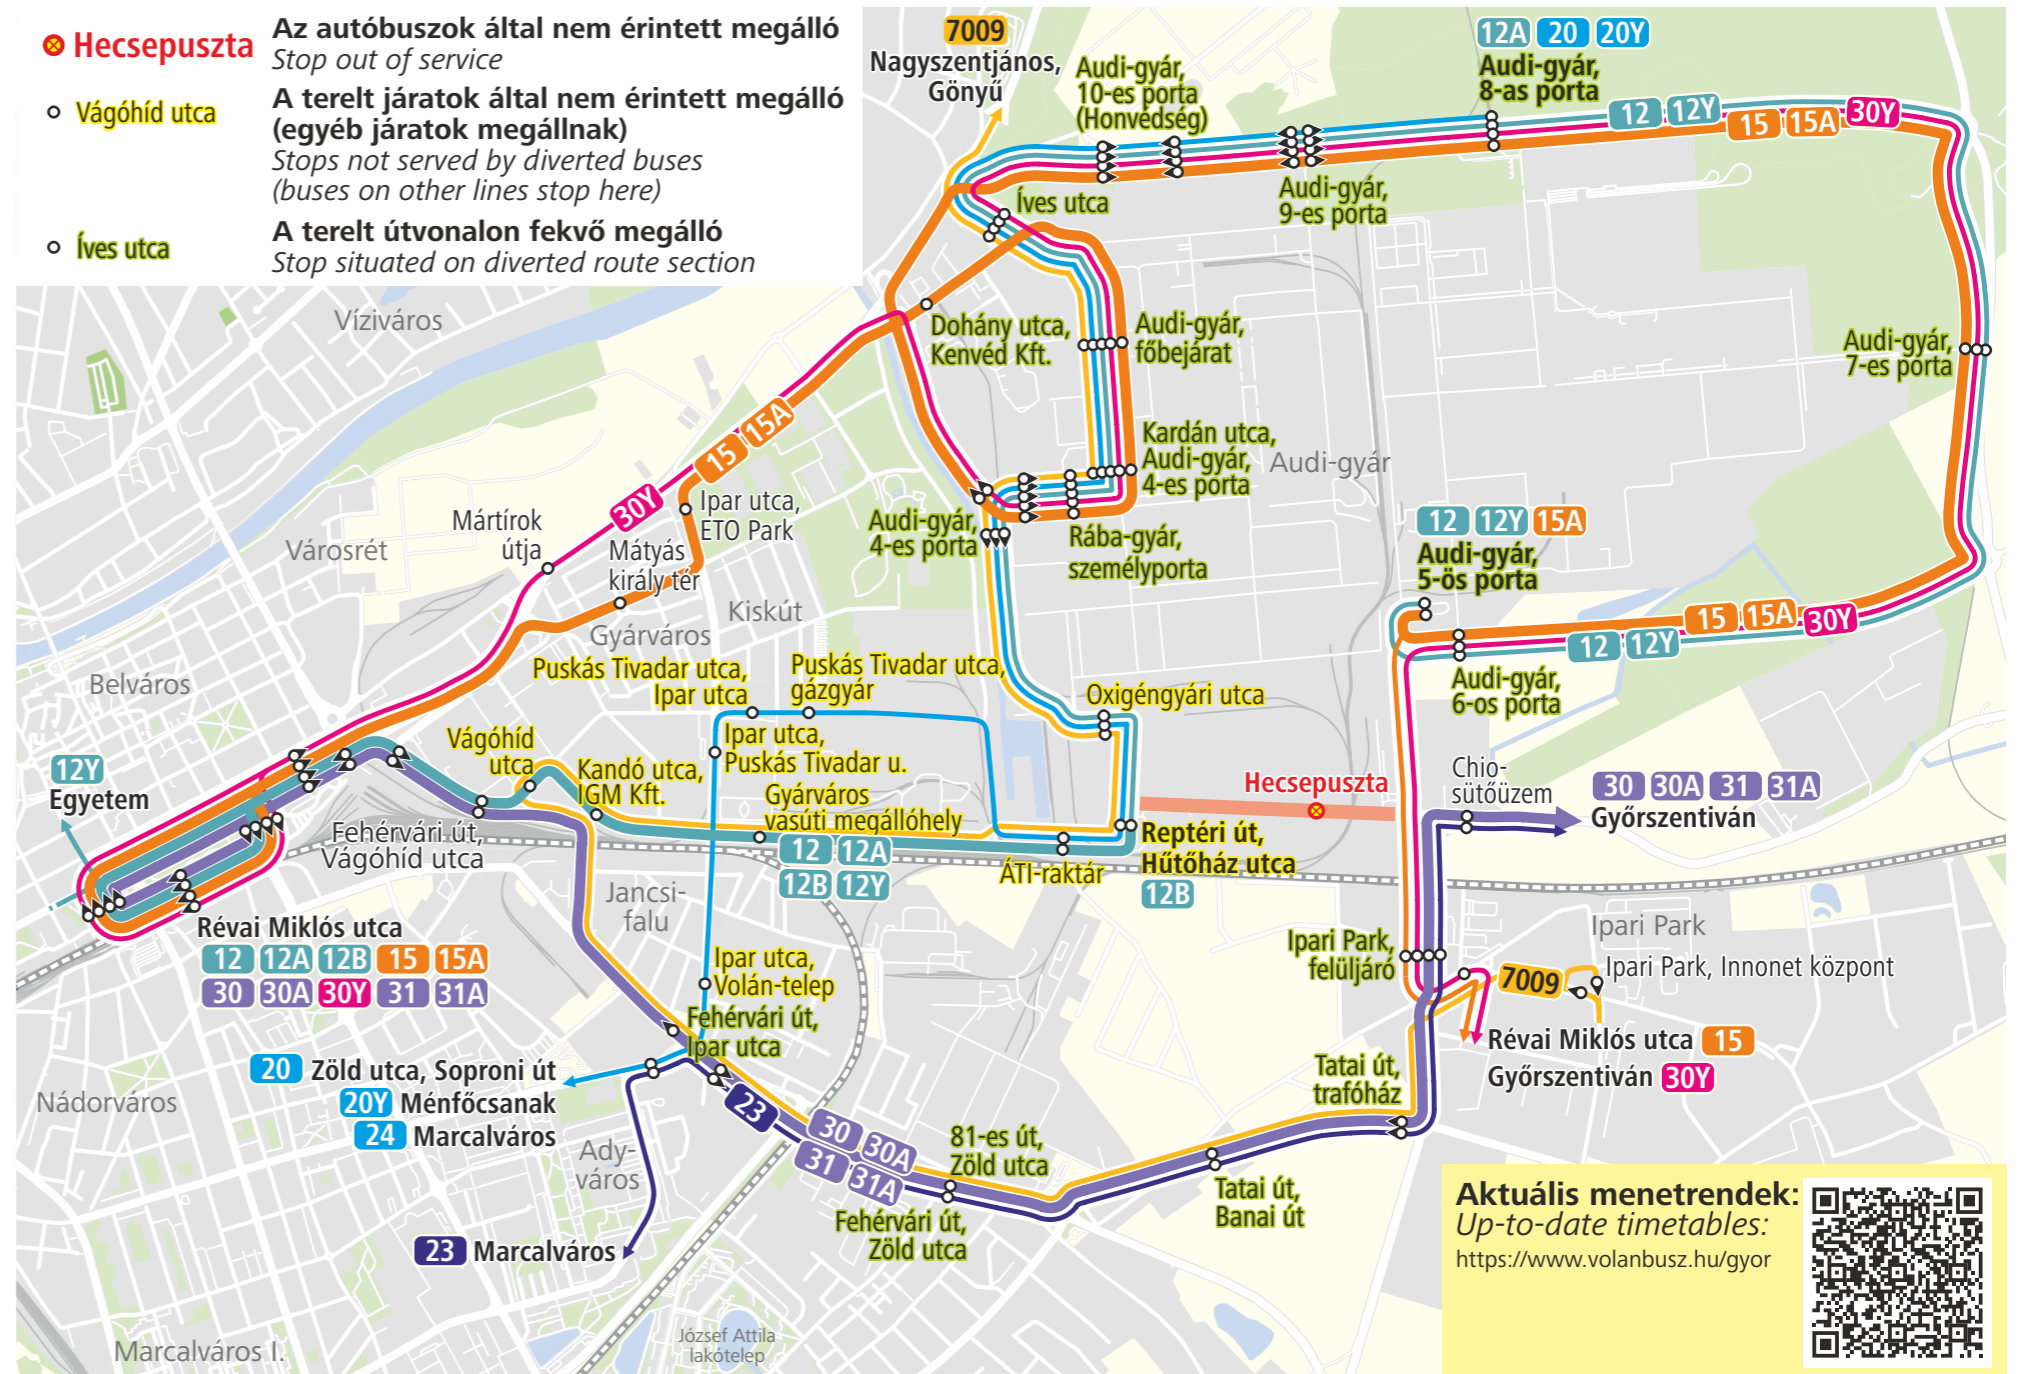 Hecsepuszta
Az autóbuszok által nem érintett megálló
Stop out of service
Vágóhíd utca
A terelt járatok által nem érintett megálló
(egyéb járatok megállnak)
Stops not served by diverted buses
(buses on other lines stop here)
Íves utca
A terelt útvonalon fekvő megálló
Stop situated on diverted route section
7009
Nagyszentjános,
Gönyű
Audi-gyár,
10-es porta
(Honvédség)
12A 20 20Y
Audi-gyár,
8-as porta
12 12Y
15 15A
30Y
Íves utca
Audi-gyár,
9-es porta
Víziváros
Dohány utca,
Kenvéd Kft.
Audi-gyár,
főbejárat
Audi-gyár,
7-es porta
15 15A
Kardán utca,
Audi-gyár,
4-es porta
Audi-gyár
30Y
Ipar utca,
ETO Park
Mártírok
útja
Városrét
Mátyás
király tér
Audi-gyár,
4-es porta
Rába-gyár,
személyporta
12 12Y 15A
Audi-gyár,
5-ös porta
Kiskút
Gyárváros
15 15A 30Y
12 12Y
Puskás Tivadar utca,
Ipar utca
Puskás Tivadar utca,
gázgyár
Oxigéngyári utca
Audi-gyár,
6-os porta
Belváros
Vágóhíd
utca
Ipar utca,
Puskás Tivadar u.
Kandó utca,
IGM Kft.
12Y
Egyetem
Hecsepuszta
Chio-
sütőüzem
30 30A 31 31A
Győrszentiván
Gyárváros
vasúti megállóhely
Fehérvári út,
Vágóhíd utca
12 12A
12B 12Y
ÁTI-raktár
Reptéri út,
Hűtőház utca
12B
Jancsi-
falu
Révai Miklós utca
12 12A 12B 15 15A
30 30A 30Y 31 31A
Ipari Park,
felüljáró
Ipari Park
Ipari Park, Innonet központ
7009
Ipar utca,
Volán-telep
Fehérvári út,
Ipar utca
Révai Miklós utca 15
Győrszentiván 30Y
20 Zöld utca, Soproni út
20Y Ménfőcsanak
24 Marcalváros
Nádorváros
Tatai út,
trafóház
23
30 30A
31 31A
Ady-
város
81-es út,
Zöld utca
Tatai út,
Banai út
Fehérvári út,
Zöld utca
23 Marcalváros
Aktuális menetrendek:
Up-to-date timetables:
https://www.volanbusz.hu/gyor
József Attila
lakótelep
Marcalváros I.